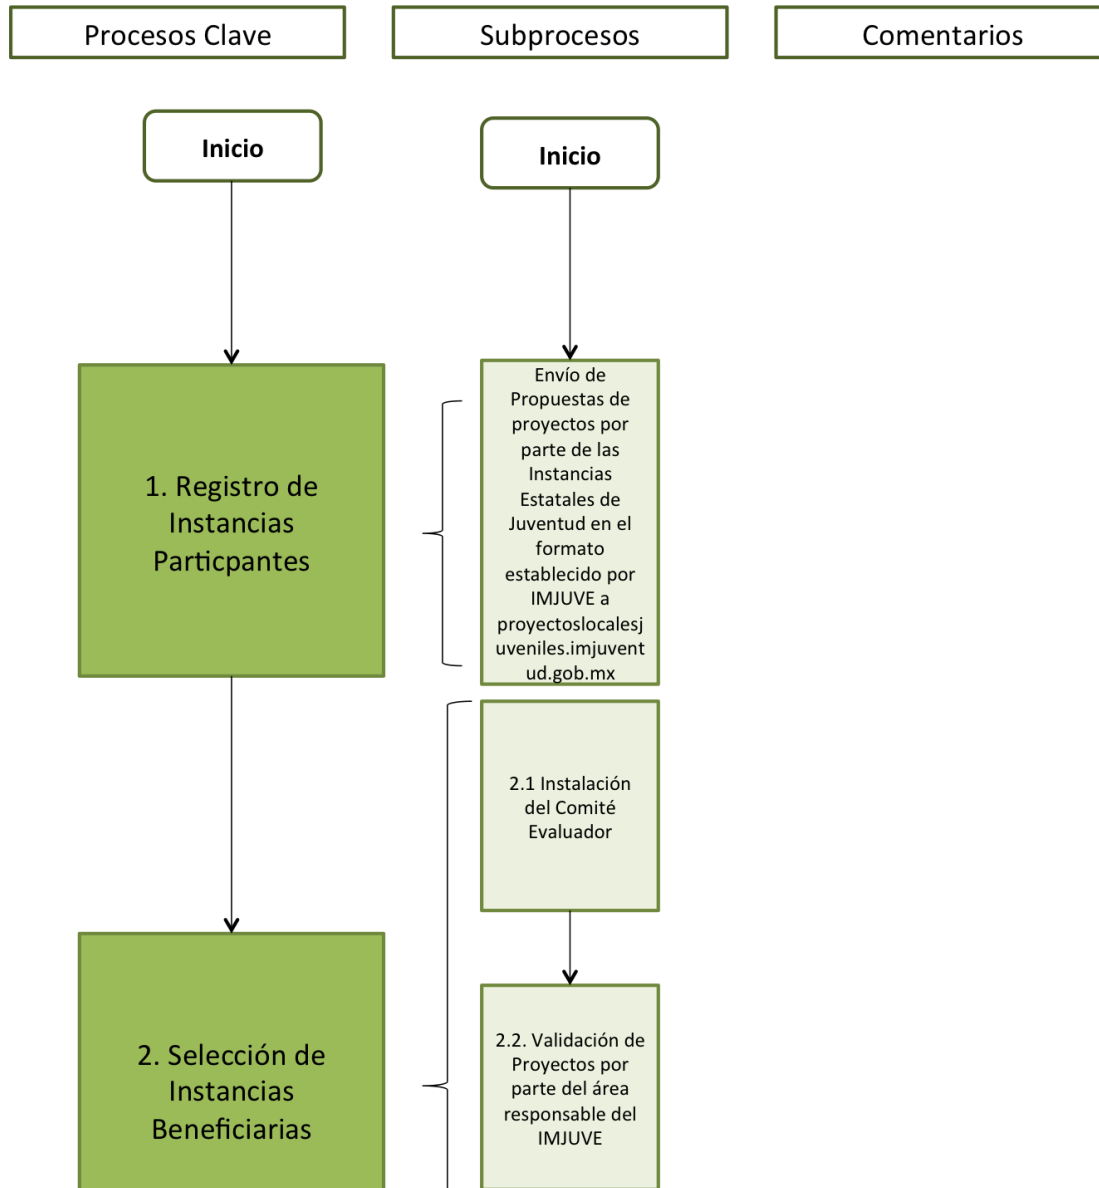 Procesos Clave
Subprocesos
Comentarios
Inicio
Inicio
1. Registro de
Instancias
Particpantes
Envío de
Propuestas de
proyectos por
parte de las
Instancias
Estatales de
Juventud en el
formato
establecido por
IMJUVE a
proyectoslocalesj
uveniles.imjuvent
ud.gob.mx
2.1 Instalación
del Comité
Evaluador
2. Selección de
Instancias
Beneficiarias
2.2. Validación de
Proyectos por
parte del área
responsable del
IMJUVE